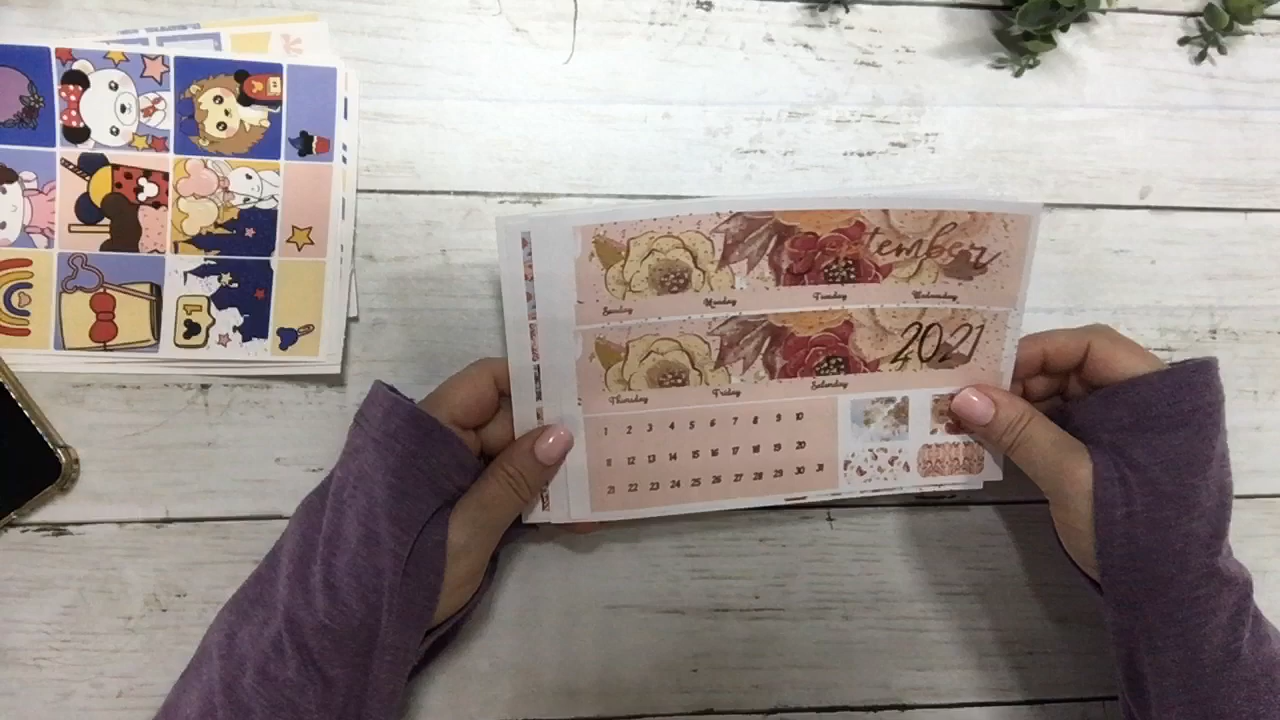 September
Sunday Monday Tuesday Wednesday
2021
Thursday Friday Saturday
1 2 3 4 5 6 7 8 9 10
11 12 13 14 15 16 17 18 19 20
21 22 23 24 25 26 27 28 29 30 31
1